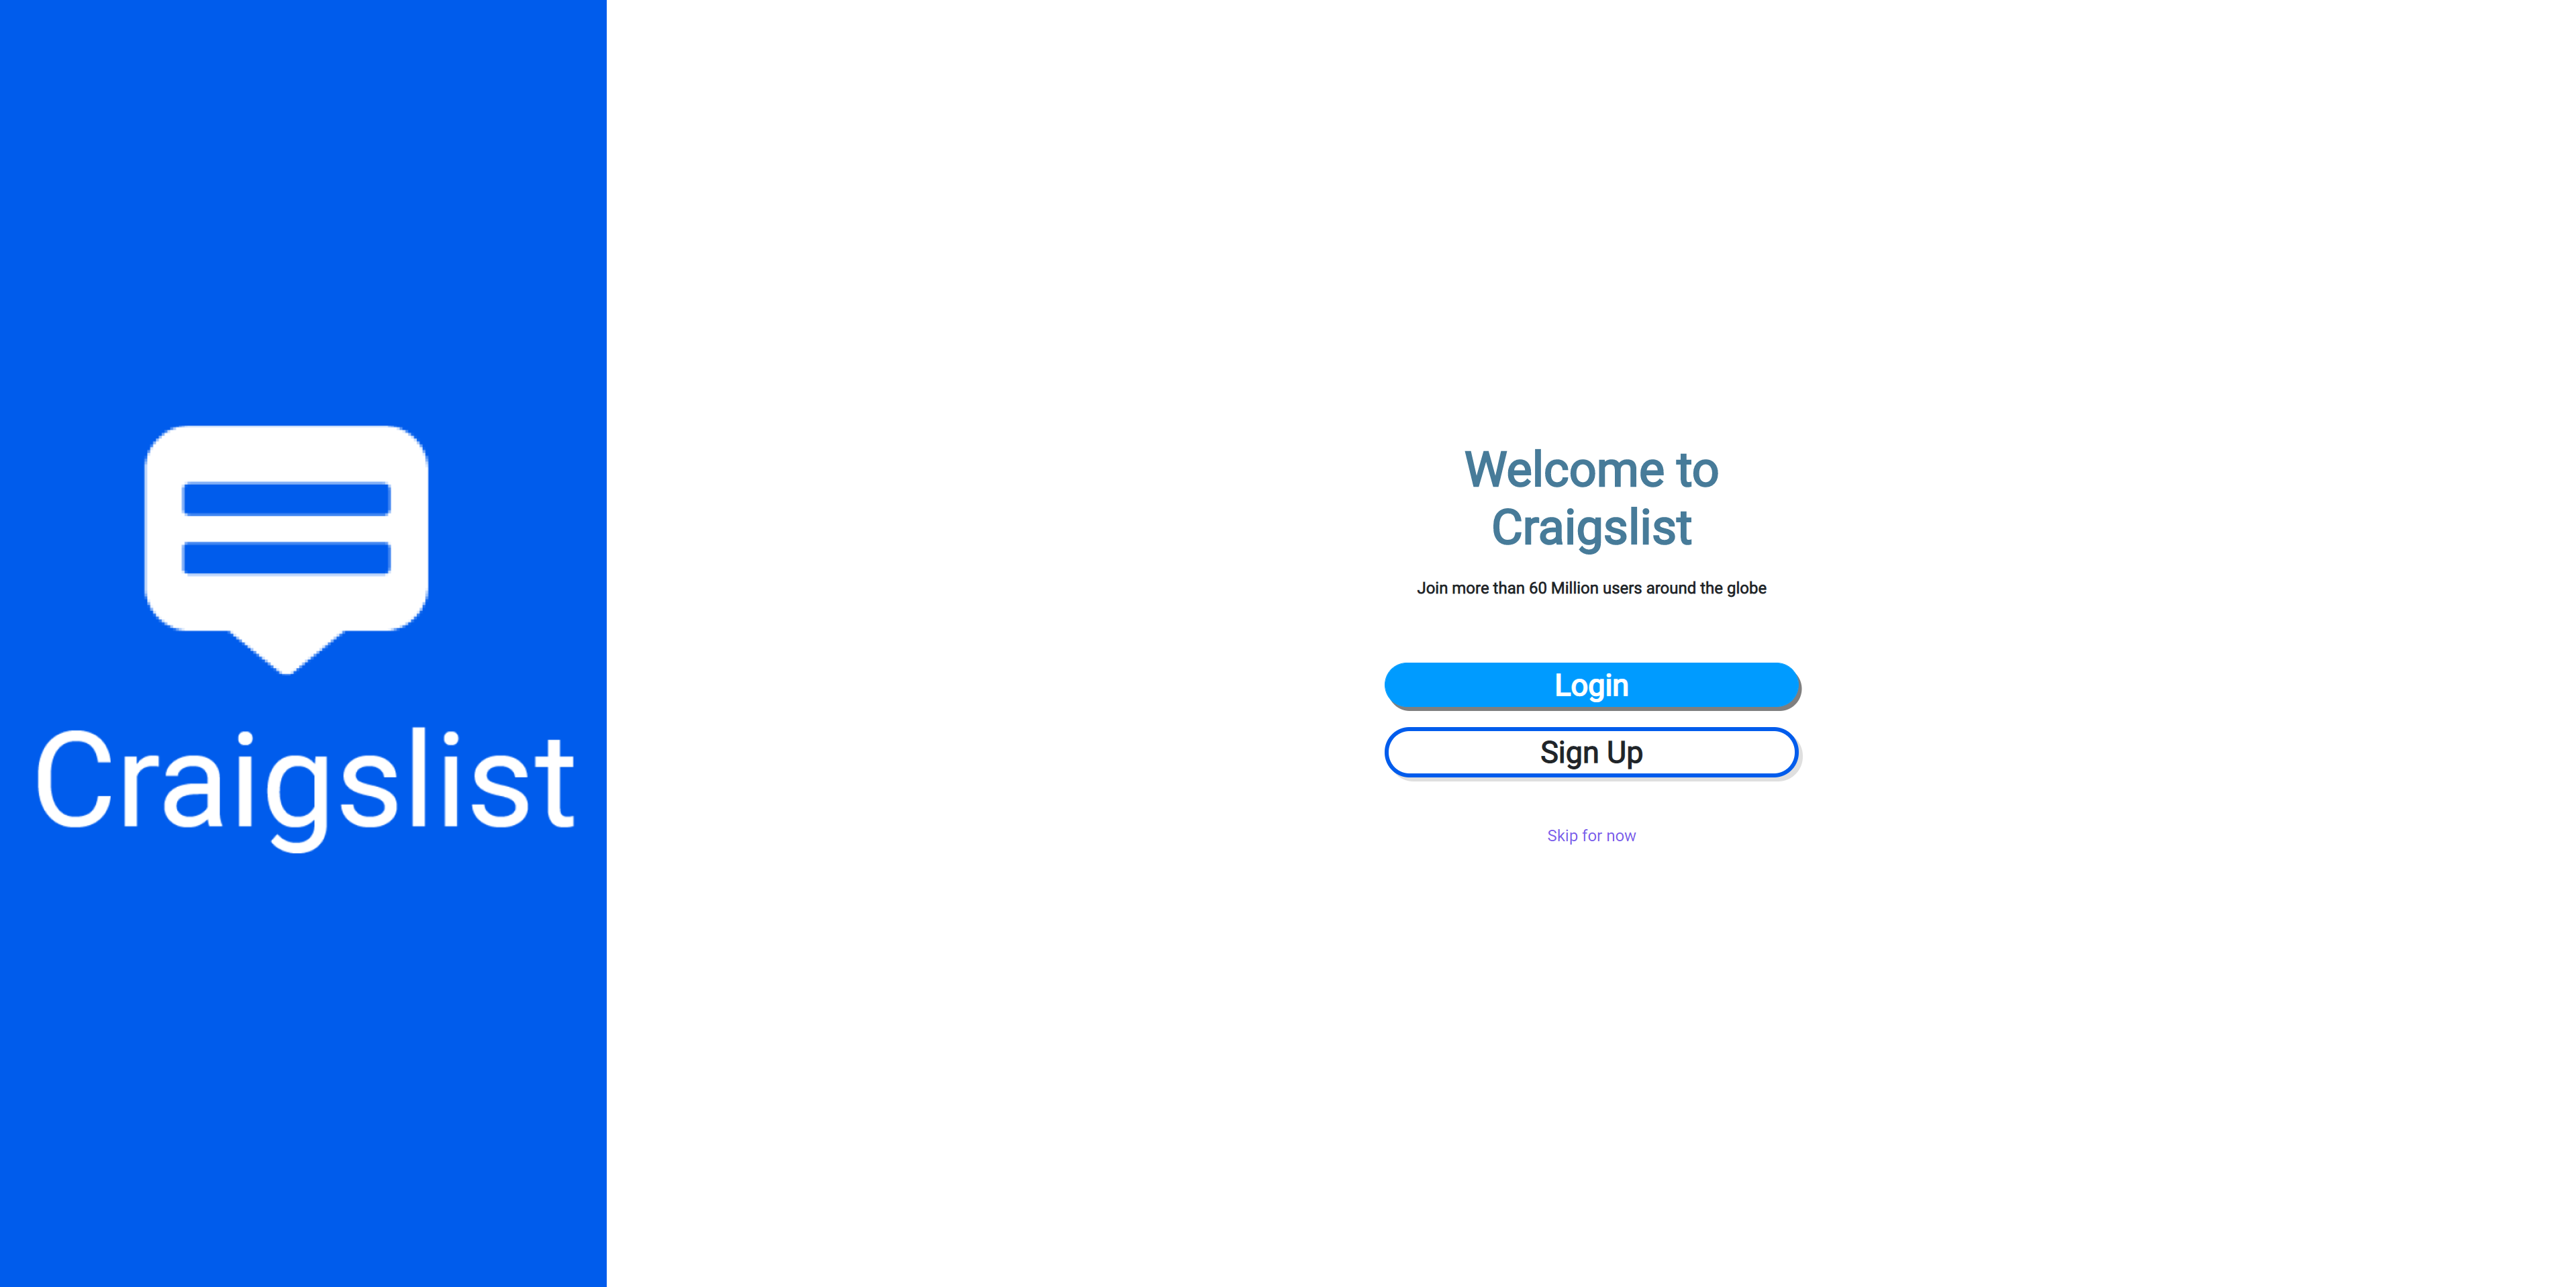 Craigslist
Welcome to
Craigslist
Join more than 60 Million users around the globe
Login
Sign Up
Skip for now